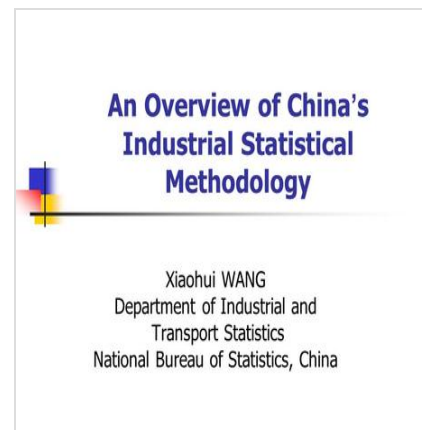 An Overview of China’s
Industrial Statistical
Methodology
Xiaohui WANG
Department of Industrial and
Transport Statistics
National Bureau of Statistics, China